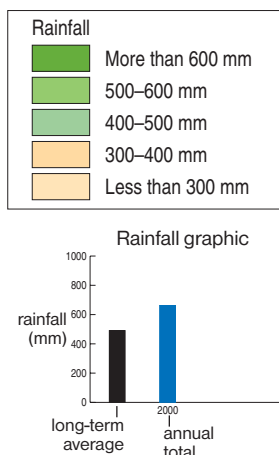 Rainfall
More than 600 mm
500–600 mm
400–500 mm
300–400 mm
Less than 300 mm
Rainfall graphic
1000
800
rainfall
(mm)
600
400
200
0
2000
long-term
average
annual
total